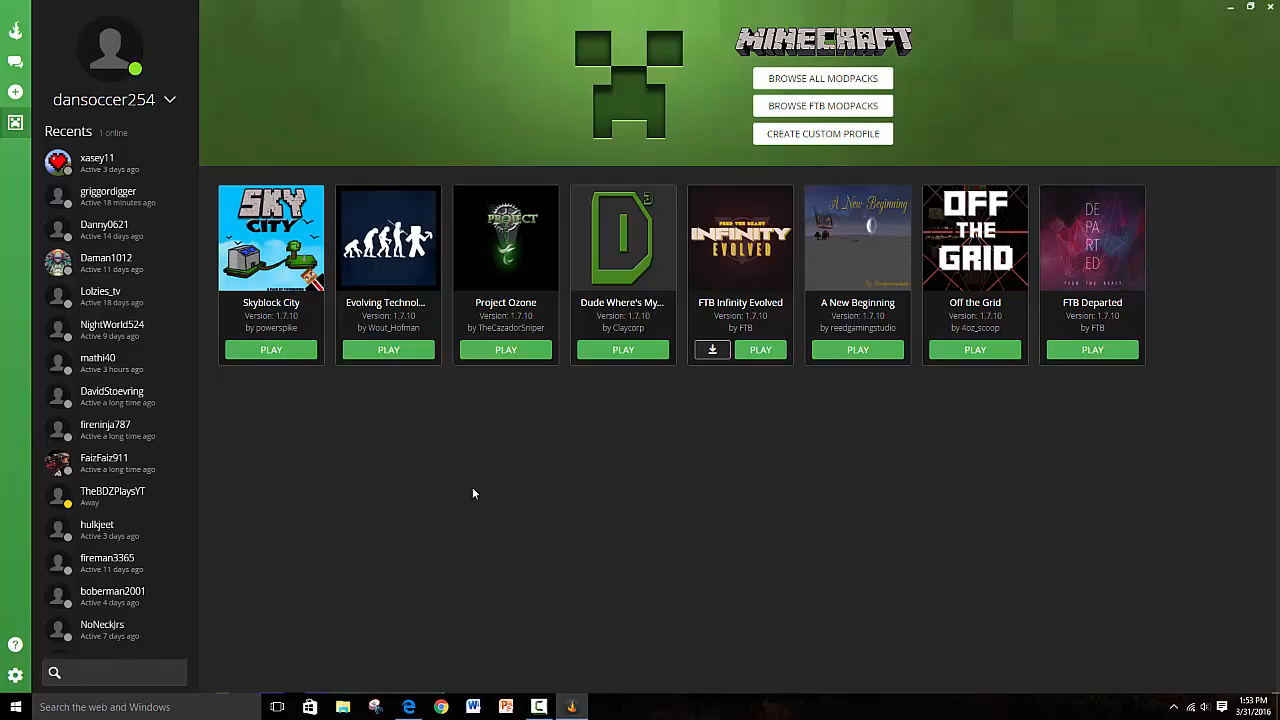 MINECRAFT
BROWSE ALL MODPACKS
BROWSE FTB MODPACKS
CREATE CUSTOM PROFILE
dansoccer254
Recents 1 online
xasey11
Active 3 days ago
griggordigger
Active 18 minutes ago
Danny0621
Active 14 days ago
Daman1012
Active 11 days ago
Lolzies_tv
Active 18 days ago
NightWorld524
Active 9 days ago
mathi40
Active 3 hours ago
DavidStoevring
Active a long time ago
fireninja787
Active a long time ago
FaizFaiz911
Active a long time ago
TheBDZPlaysYT
Away
hulkjeet
Active 3 days ago
fireman3365
Active 11 days ago
boberman2001
Active 4 days ago
NoNeckJrs
Active 7 days ago
SKY
CITY
Skyblock City
Version: 1.7.10
by powerspike
PLAY
Evolving Technol...
Version: 1.7.10
by Wout_Hofman
PLAY
PROJECT
Project Ozone
Version: 1.7.10
by TheCazadorSniper
PLAY
D
3
Dude Where's My...
Version: 1.7.10
by Claycorp
PLAY
FEED THE BEAST
INFINITY
EVOLVED
FTB Infinity Evolved
Version: 1.7.10
by FTB
PLAY
A New Beginning
By Reedgamingstudio
A New Beginning
Version: 1.7.10
by reedgamingstudio
PLAY
OFF
THE
GRID
Off the Grid
Version: 1.7.10
by 4oz_scoop
PLAY
DE
PA
RT
ED
FEED THE BEAST
FTB Departed
Version: 1.7.10
by FTB
PLAY
Search the web and Windows
1:53 PM
3/31/2016